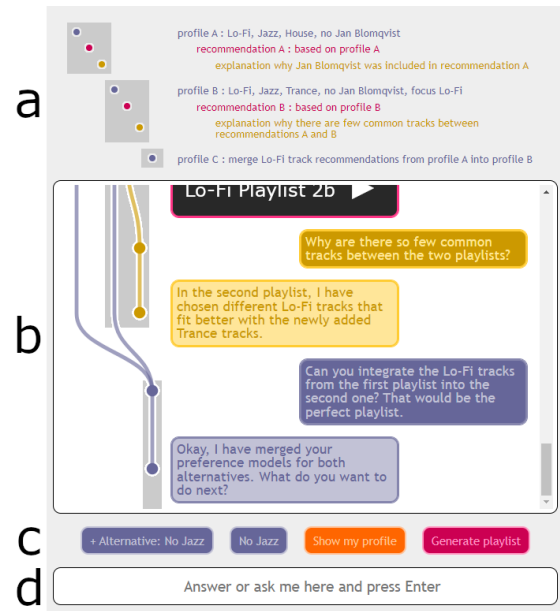 a
profile A : Lo-Fi, Jazz, House, no Jan Blomqvist
recommendation A : based on profile A
explanation why Jan Blomqvist was included in recommendation A
profile B : Lo-Fi, Jazz, Trance, no Jan Blomqvist, focus Lo-Fi
recommendation B : based on profile B
explanation why there are few common tracks between
recommendations A and B
profile C : merge Lo-Fi track recommendations from profile A into profile B
b
Lo-Fi Playlist 2b
Why are there so few common
tracks between the two playlists?
In the second playlist, I have
chosen different Lo-Fi tracks that
fit better with the newly added
Trance tracks.
Can you integrate the Lo-Fi tracks
from the first playlist into the
second one? That would be the
perfect playlist.
Okay, I have merged your
preference models for both
alternatives. What do you want to
do next?
c
+ Alternative: No Jazz
No Jazz
Show my profile
Generate playlist
d
Answer or ask me here and press Enter